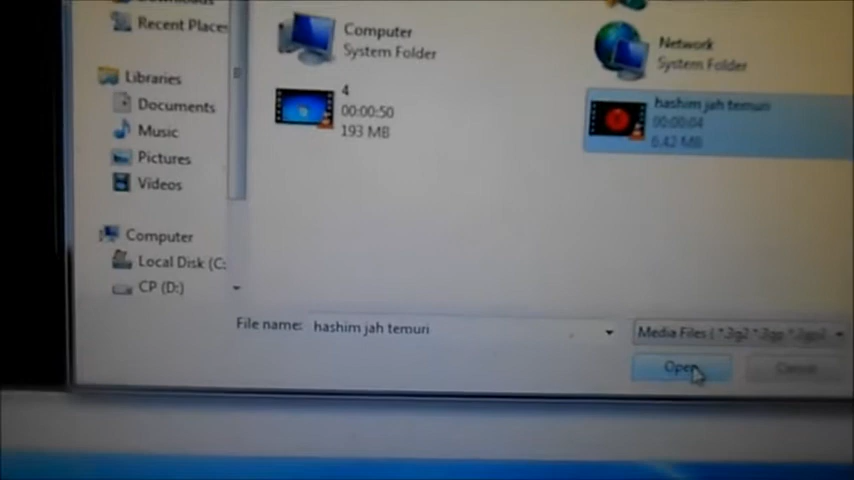 Downloads
Recent Places
Libraries
Documents
Music
Pictures
Videos
Computer
Local Disk (C:
CP (D:)
Computer
System Folder
Network
System Folder
4
00:00:50
193 MB
hashim jah temuri
00:00:04
6.42 MB
File name: hashim jah temuri
Media Files ( *.3g2 *.3gp *.3gp2
Open
Cancel